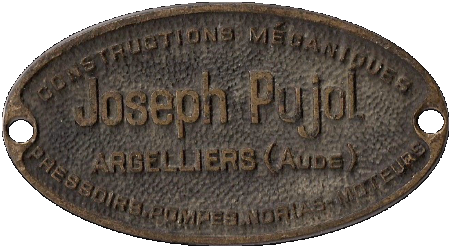 CONSTRUCTIONS MÉCANIQUES
Joseph Pujol
ARGELLIERS (AUDE)
PRESSOIRS, POMPES, NORIAS - MOTEURS